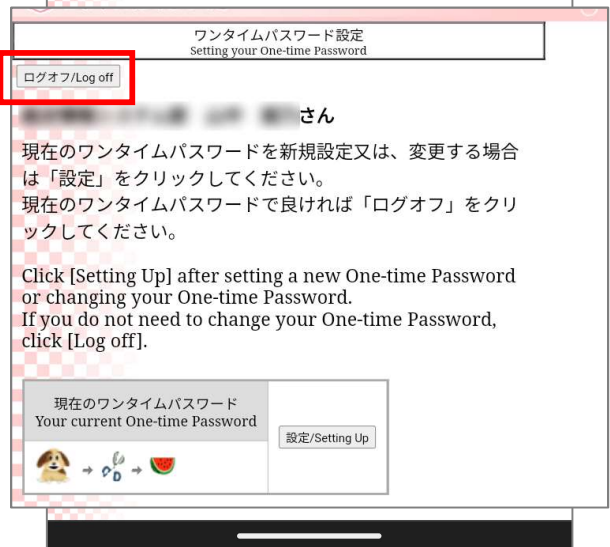 ワンタイムパスワード設定
Setting your One-time Password
ログオフ/Log off
さん
現在のワンタイムパスワードを新規設定又は、変更する場合
は「設定」をクリックしてください。
現在のワンタイムパスワードで良ければ「ログオフ」をクリ
ックしてください。
Click [Setting Up] after setting a new One-time Password
or changing your One-time Password.
If you do not need to change your One-time Password,
click [Log off].
現在のワンタイムパスワード
Your current One-time Password
設定/Setting Up